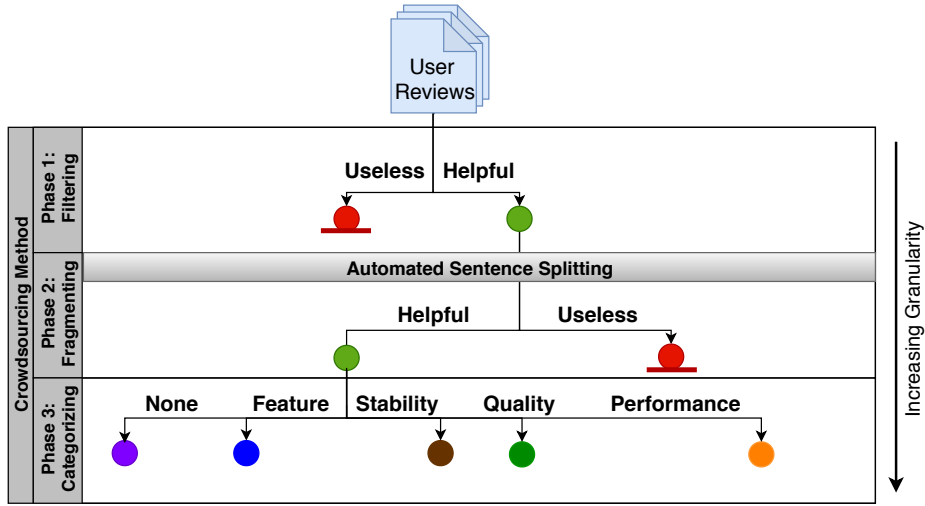 User
Reviews
Crowdsourcing Method
Phase 1:
Filtering
Useless
Helpful
Increasing Granularity
Automated Sentence Splitting
Phase 2:
Fragmenting
Helpful
Useless
Phase 3:
Categorizing
None
Feature
Stability
Quality
Performance